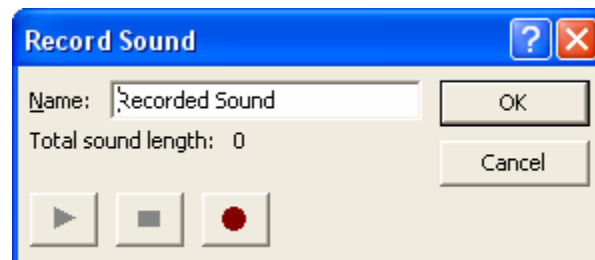 Record Sound
Name: Recorded Sound
OK
Total sound length: 0
Cancel